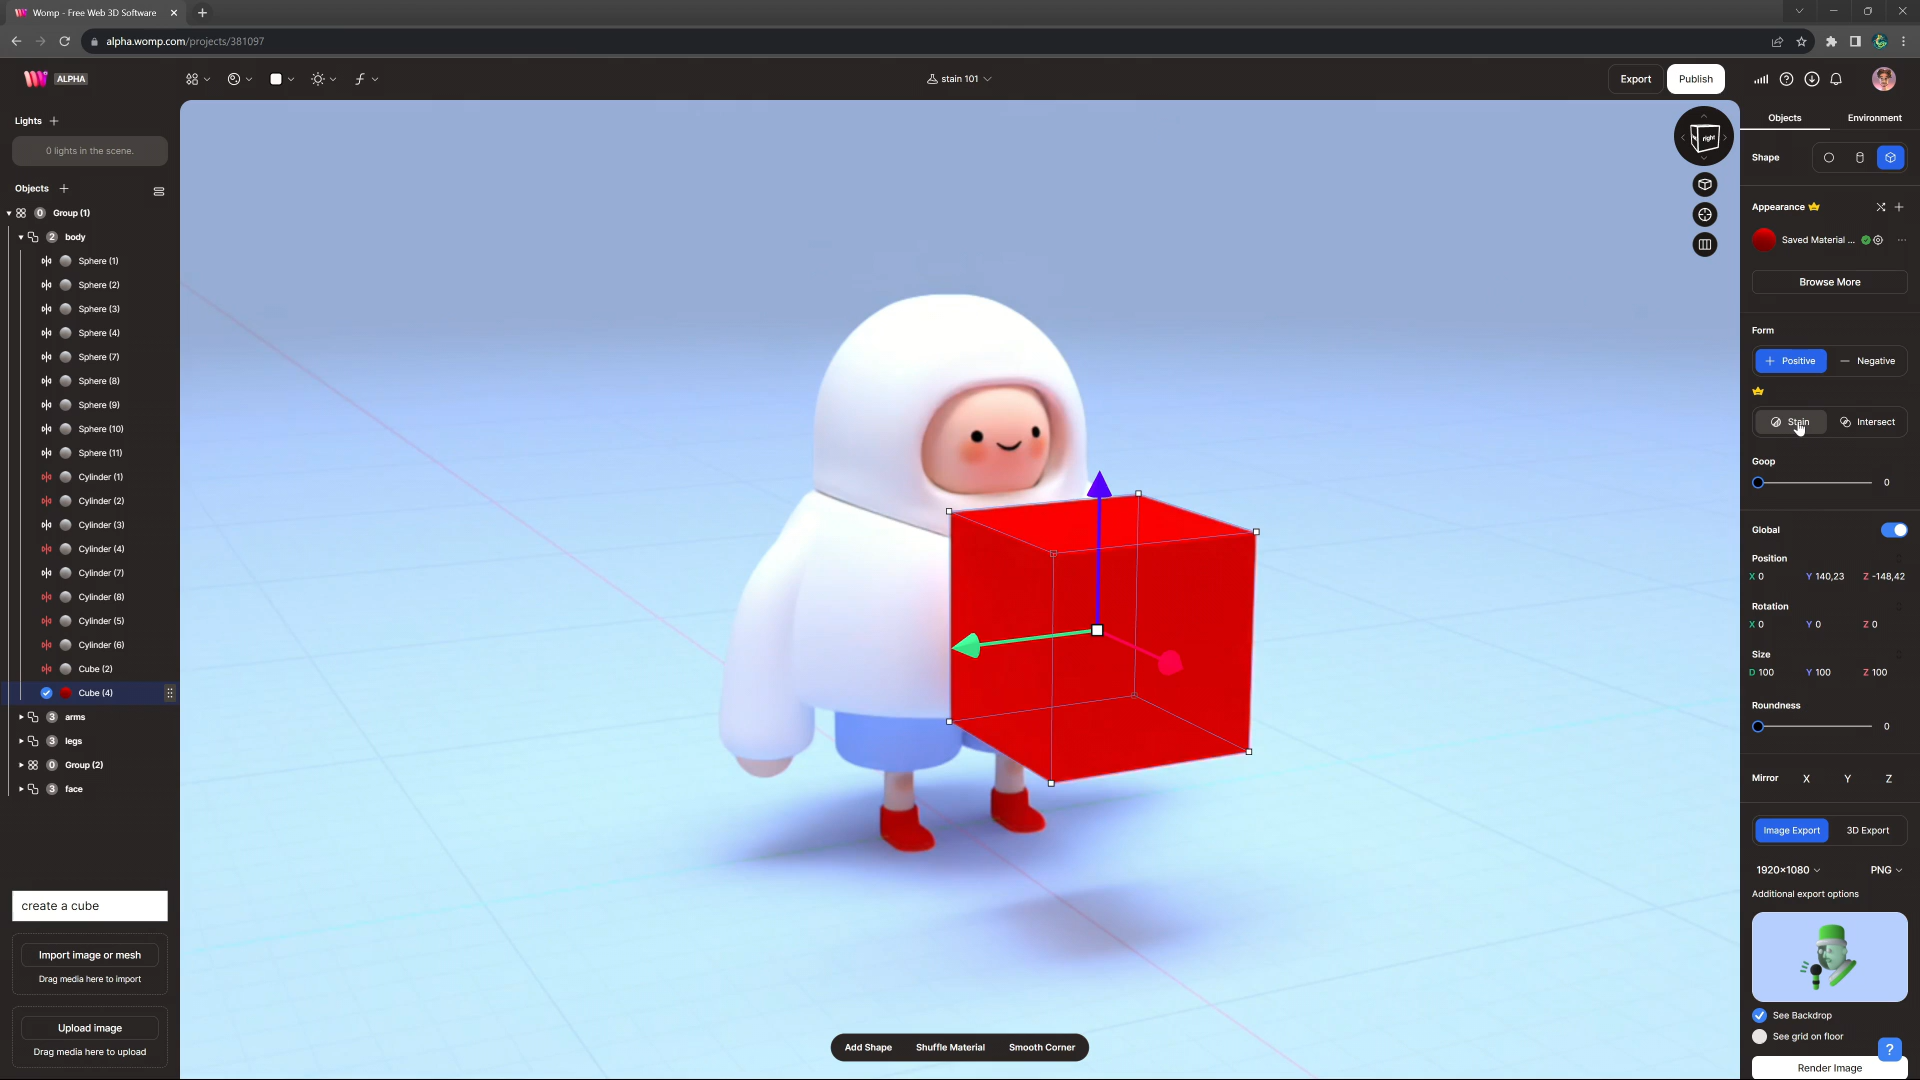 Womp - Free Web 3D Software
alpha.womp.com/projects/381097
ALPHA
stain 101
Export
Publish
Lights
0 lights in the scene.
Objects
0 Group (1)
2 body
Sphere (1)
Sphere (2)
Sphere (3)
Sphere (4)
Sphere (7)
Sphere (8)
Sphere (9)
Sphere (10)
Sphere (11)
Cylinder (1)
Cylinder (2)
Cylinder (3)
Cylinder (4)
Cylinder (7)
Cylinder (8)
Cylinder (5)
Cylinder (6)
Cube (2)
Cube (4)
3 arms
3 legs
0 Group (2)
3 face
create a cube
Import image or mesh
Drag media here to import
Upload image
Drag media here to upload
right
Add Shape Shuffle Material Smooth Corner
Objects Environment
Shape
Appearance
Saved Material ...
Browse More
Form
Positive Negative
Stain Intersect
Goop
0
Global
Position
X 0 Y 140,23 Z -148,42
Rotation
X 0 Y 0 Z 0
Size
D 100 Y 100 Z 100
Roundness
0
Mirror X Y Z
Image Export 3D Export
1920×1080 PNG
Additional export options
See Backdrop
See grid on floor
?
Render Image